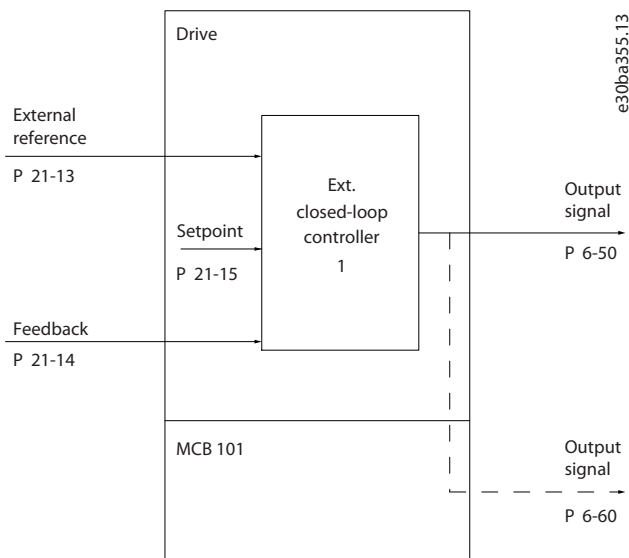 Drive
e30ba355.13
External
reference
P 21-13
Ext.
closed-loop
controller
1
Setpoint
P 21-15
Output
signal
P 6-50
Feedback
P 21-14
MCB 101
Output
signal
P 6-60